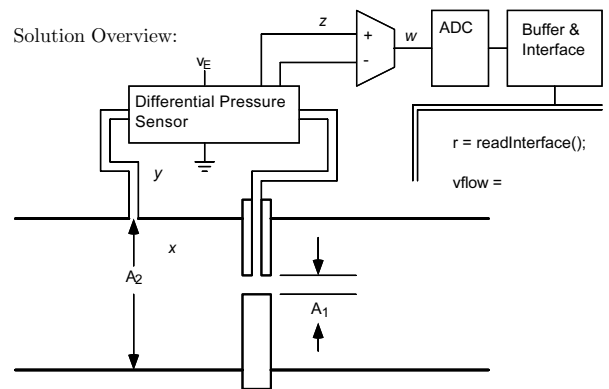 Solution Overview:
z
ADC
Buffer &
Interface
+
w
-
vE
Differential Pressure
Sensor
r = readInterface();
y
vflow =
x
A2
A1